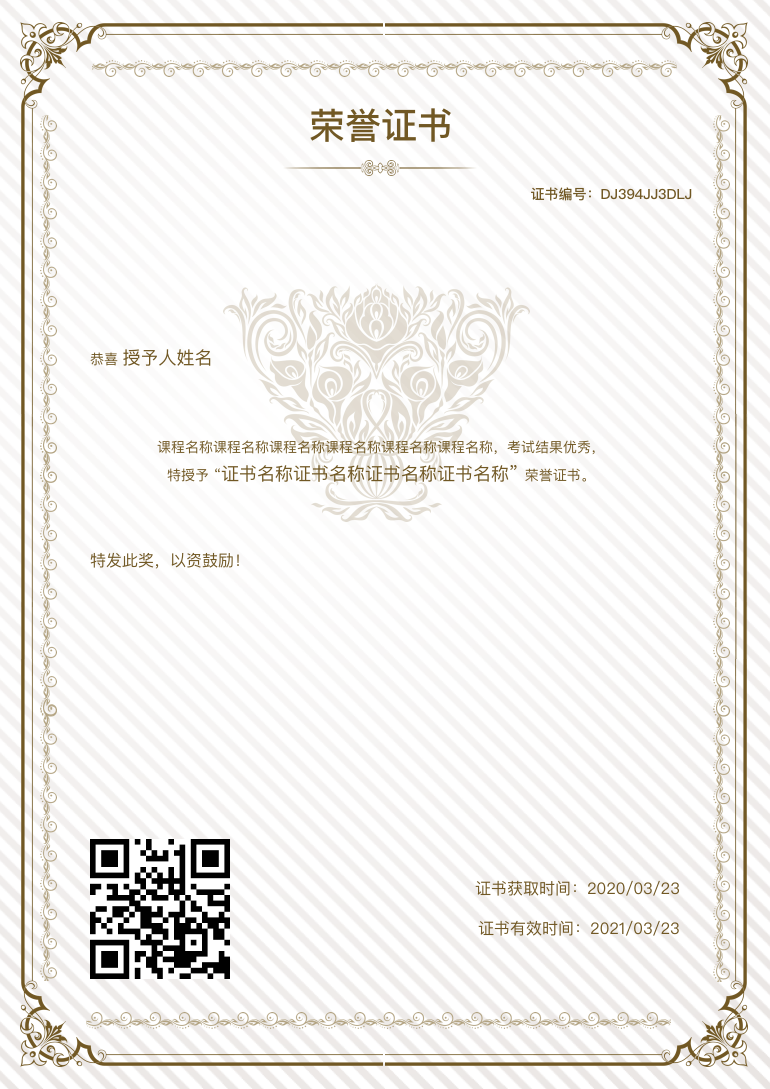 荣誉证书
证书编号：DJ394JJ3DLJ
恭喜 授予人姓名
课程名称课程名称课程名称课程名称课程名称课程名称，考试结果优秀，
特授予 “证书名称证书名称证书名称证书名称” 荣誉证书。
特发此奖，以资鼓励！
证书获取时间：2020/03/23
证书有效时间：2021/03/23